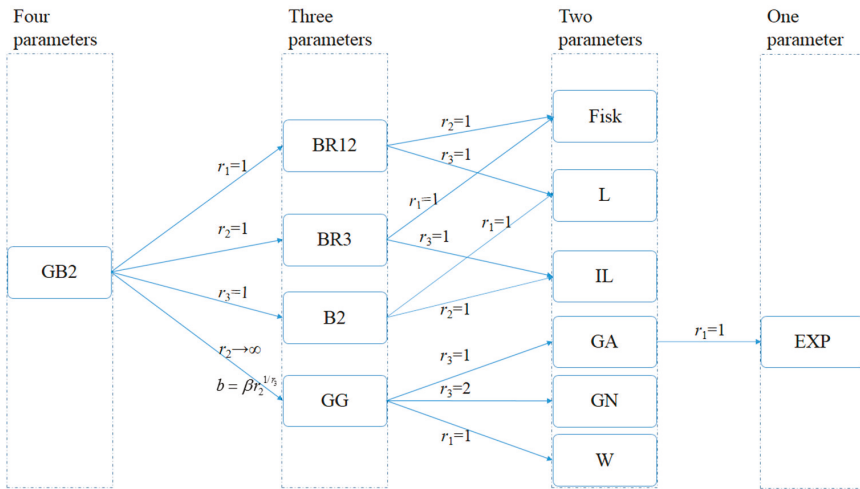 Four parameters
Three parameters
Two parameters
One parameter
GB2
r₁=1
r₂=1
r₃=1
r₂→∞
b = βr₂^{1/r₃}
BR12
BR3
B2
GG
r₂=1
r₃=1
r₁=1
r₃=1
r₁=1
r₂=1
r₃=1
r₃=2
r₁=1
Fisk
L
IL
GA
GN
W
r₁=1
EXP